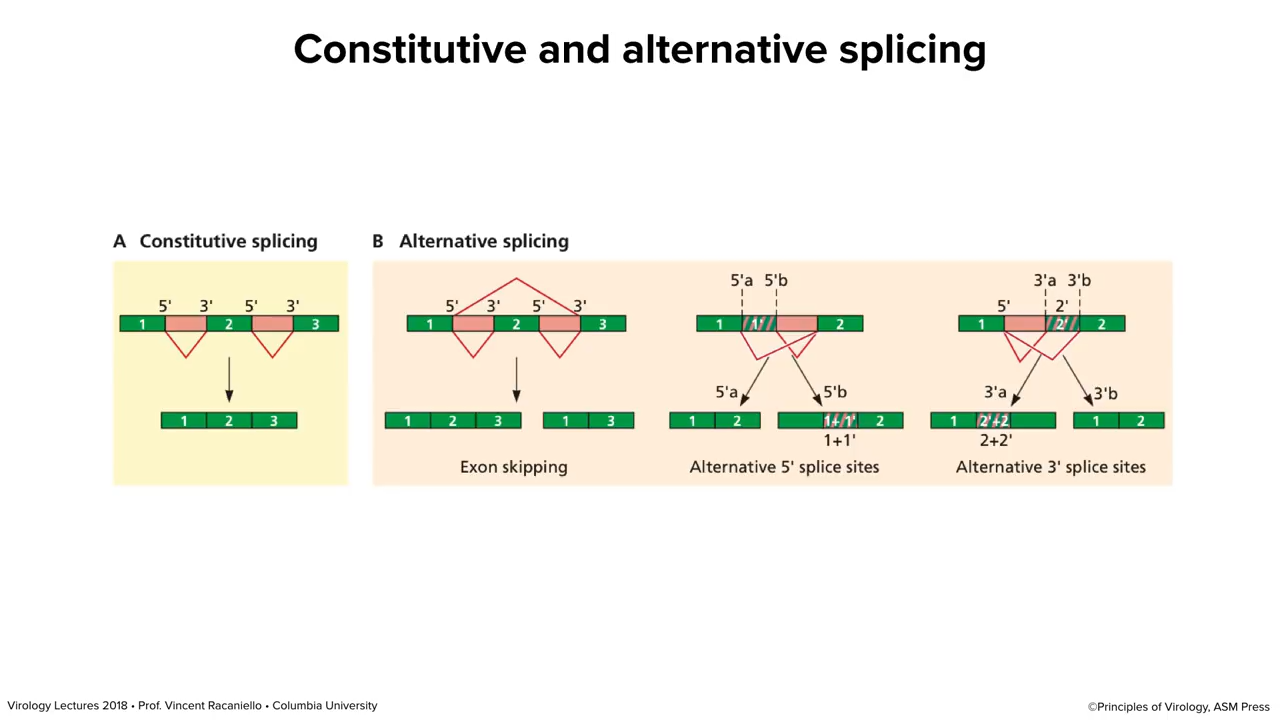 Constitutive and alternative splicing
A Constitutive splicing
B Alternative splicing
5' 3' 5' 3'
1 2 3
1 2 3
5' 3' 5' 3'
1 2 3
1 2 3 1 3
Exon skipping
5'a 5'b
1 1' 2
5'a 5'b
1 2 1+ 1' 2
1+1'
Alternative 5' splice sites
3'a 3'b
5' 2'
1 2' 2
3'a 3'b
1 2'+2 1 2
2+2'
Alternative 3' splice sites
Virology Lectures 2018 • Prof. Vincent Racaniello • Columbia University
©Principles of Virology, ASM Press